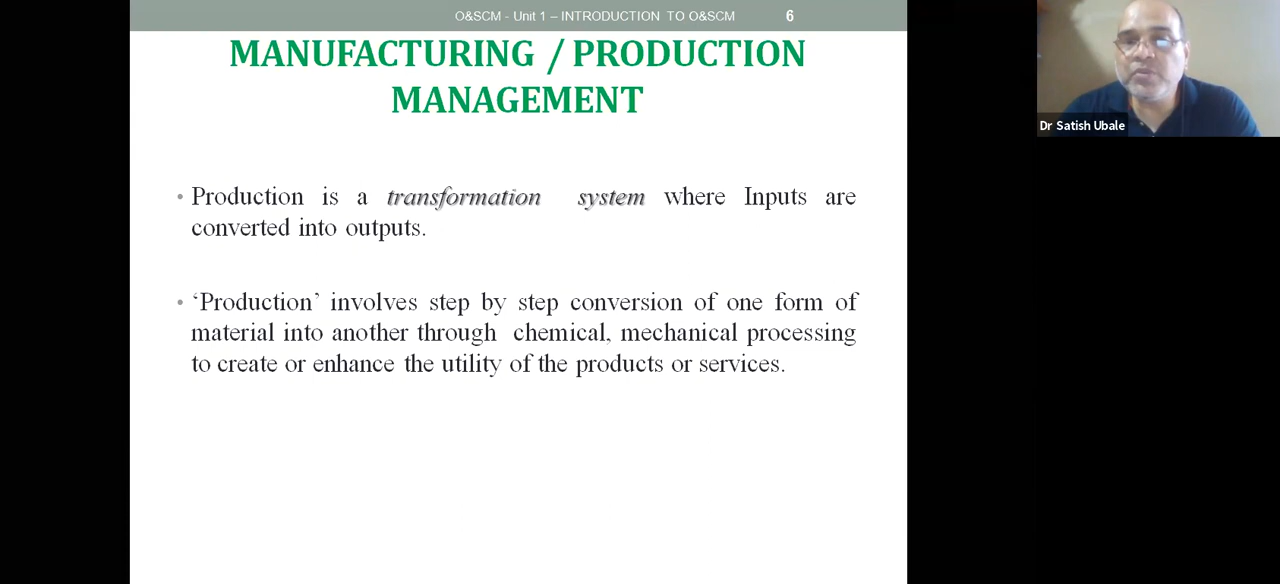 O&SCM - Unit 1 – INTRODUCTION TO O&SCM 6
MANUFACTURING / PRODUCTION
MANAGEMENT
• Production is a transformation system where Inputs are
converted into outputs.
• ‘Production’ involves step by step conversion of one form of
material into another through chemical, mechanical processing
to create or enhance the utility of the products or services.
Dr Satish Ubale